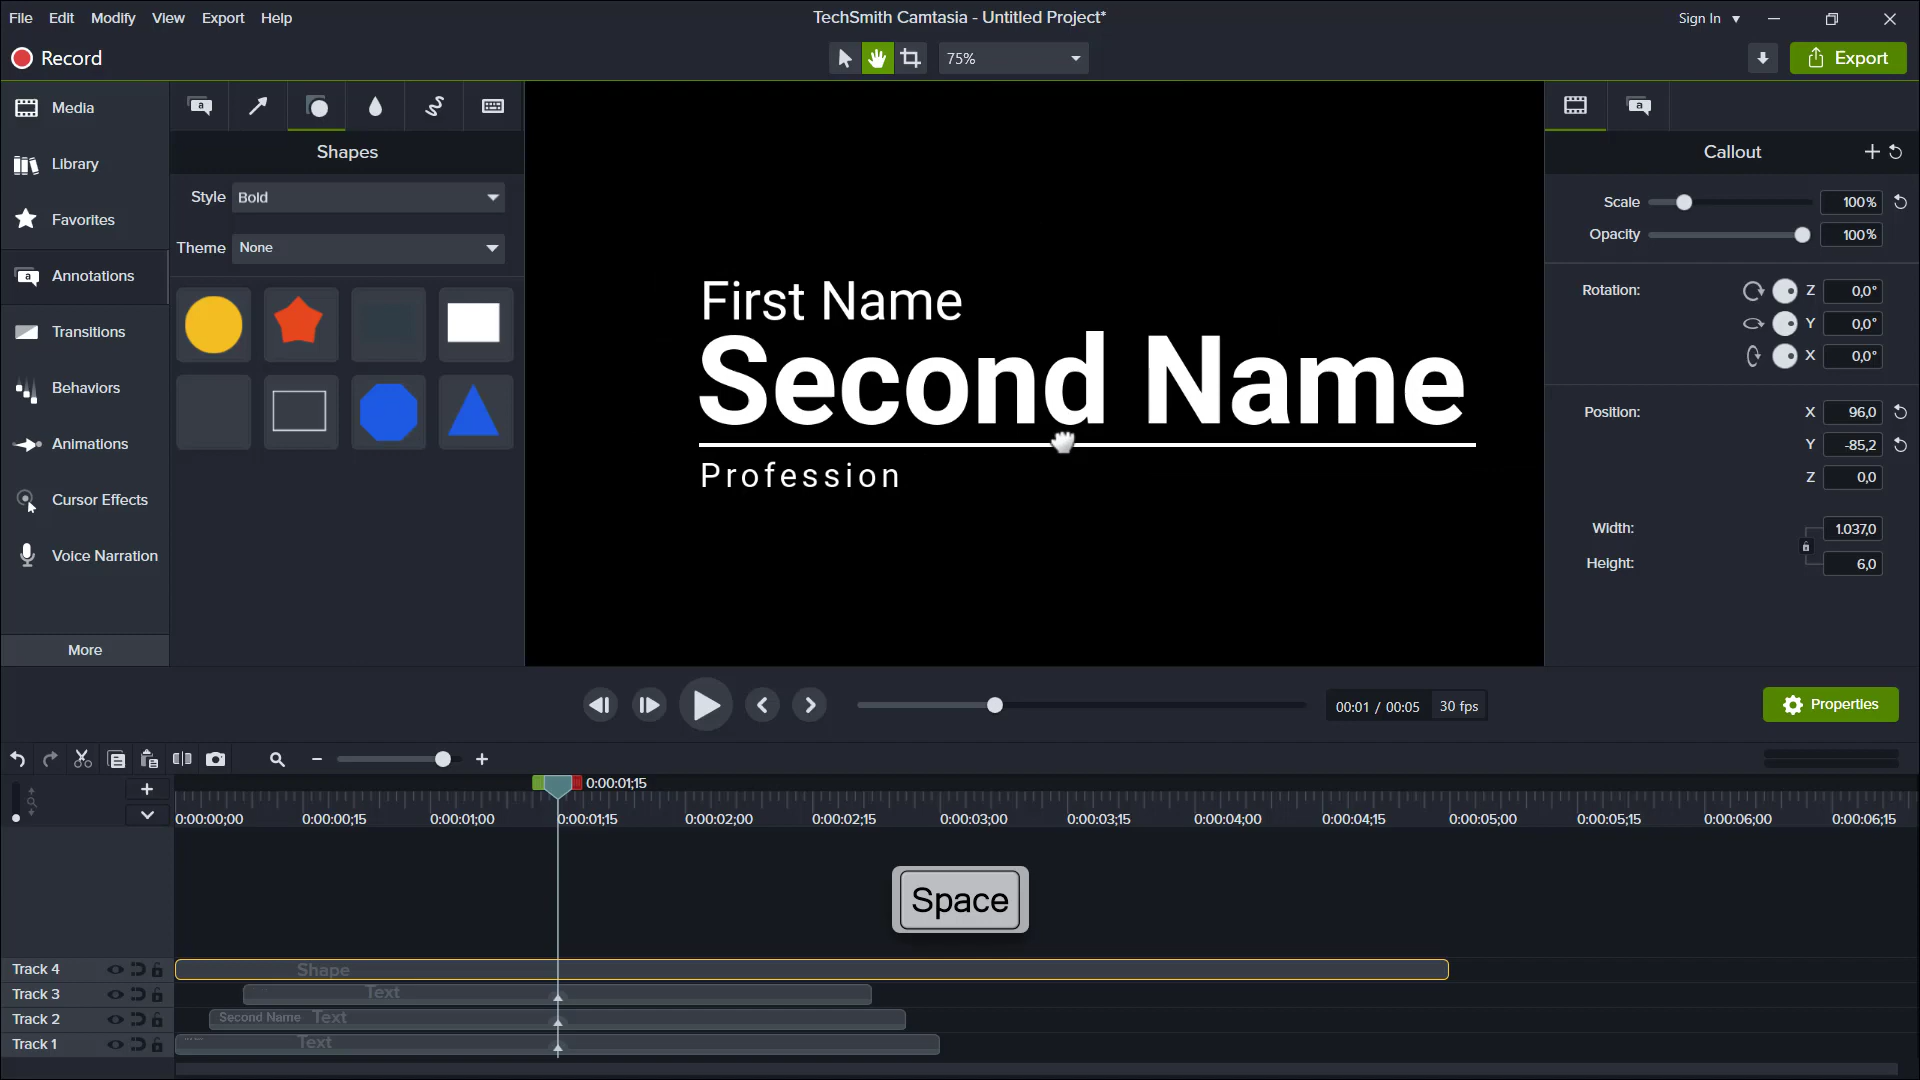 File Edit Modify View Export Help
TechSmith Camtasia - Untitled Project*
Sign In
Record
75%
Export
Media
Library
Favorites
Annotations
Transitions
Behaviors
Animations
Cursor Effects
Voice Narration
More
a
Shapes
Style Bold
Theme None
First Name
Second Name
Profession
a
Callout
Scale 100%
Opacity 100%
Rotation: Z 0,0°
Y 0,0°
X 0,0°
Position: X 96,0
Y -85,2
Z 0,0
Width: 1.037,0
Height: 6,0
00:01 / 00:05 30 fps
Properties
0:00:01;15
0:00:00;00 0:00:00;15 0:00:01;00 0:00:01;15 0:00:02;00 0:00:02;15 0:00:03;00 0:00:03;15 0:00:04;00 0:00:04;15 0:00:05;00 0:00:05;15 0:00:06;00 0:00:06;15
Space
Track 4 Shape
Track 3 Text
Track 2 Second Name Text
Track 1 Text